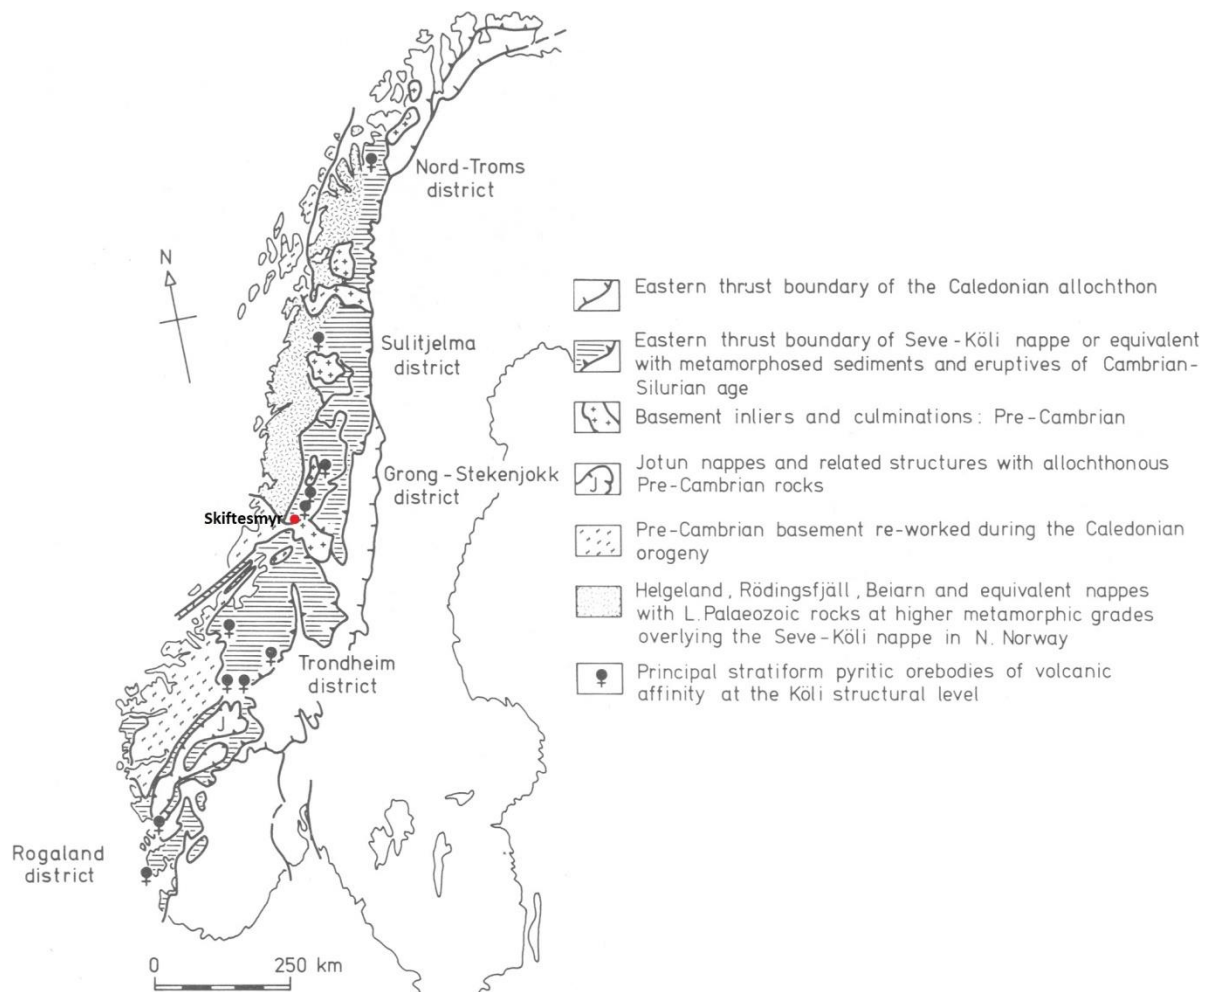 Nord-Troms
district
N
Sulitjelma
district
Grong-Stekenjokk
district
Skiftesmyr
Trondheim
district
J
Rogaland
district
0 250 km
Eastern thrust boundary of the Caledonian allochthon
Eastern thrust boundary of Seve-Köli nappe or equivalent
with metamorphosed sediments and eruptives of Cambrian-
Silurian age
Basement inliers and culminations: Pre-Cambrian
J
Jotun nappes and related structures with allochthonous
Pre-Cambrian rocks
Pre-Cambrian basement re-worked during the Caledonian
orogeny
Helgeland, Rödingsfjäll, Beiarn and equivalent nappes
with L. Palaeozoic rocks at higher metamorphic grades
overlying the Seve-Köli nappe in N. Norway
Principal stratiform pyritic orebodies of volcanic
affinity at the Köli structural level